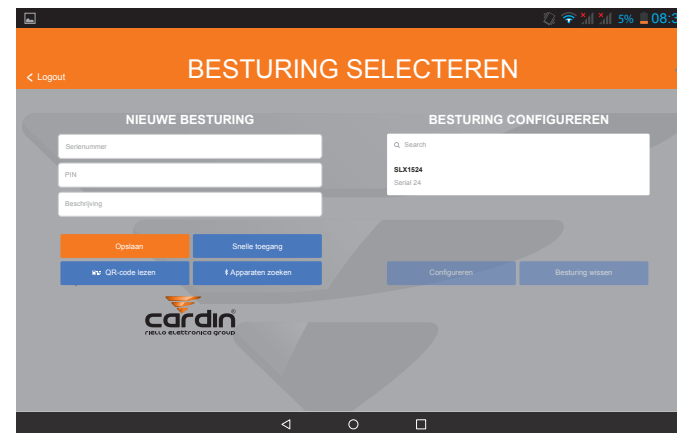 5% 08:3
< Logout
BESTURING SELECTEREN
NIEUWE BESTURING
Serienummer
PIN
Beschrijving
Opslaan
Snelle toegang
QR-code lezen
Apparaten zoeken
BESTURING CONFIGUREREN
Search
SLX1524
Serial 24
Configureren
Besturing wissen
cardin
riello elettronica group